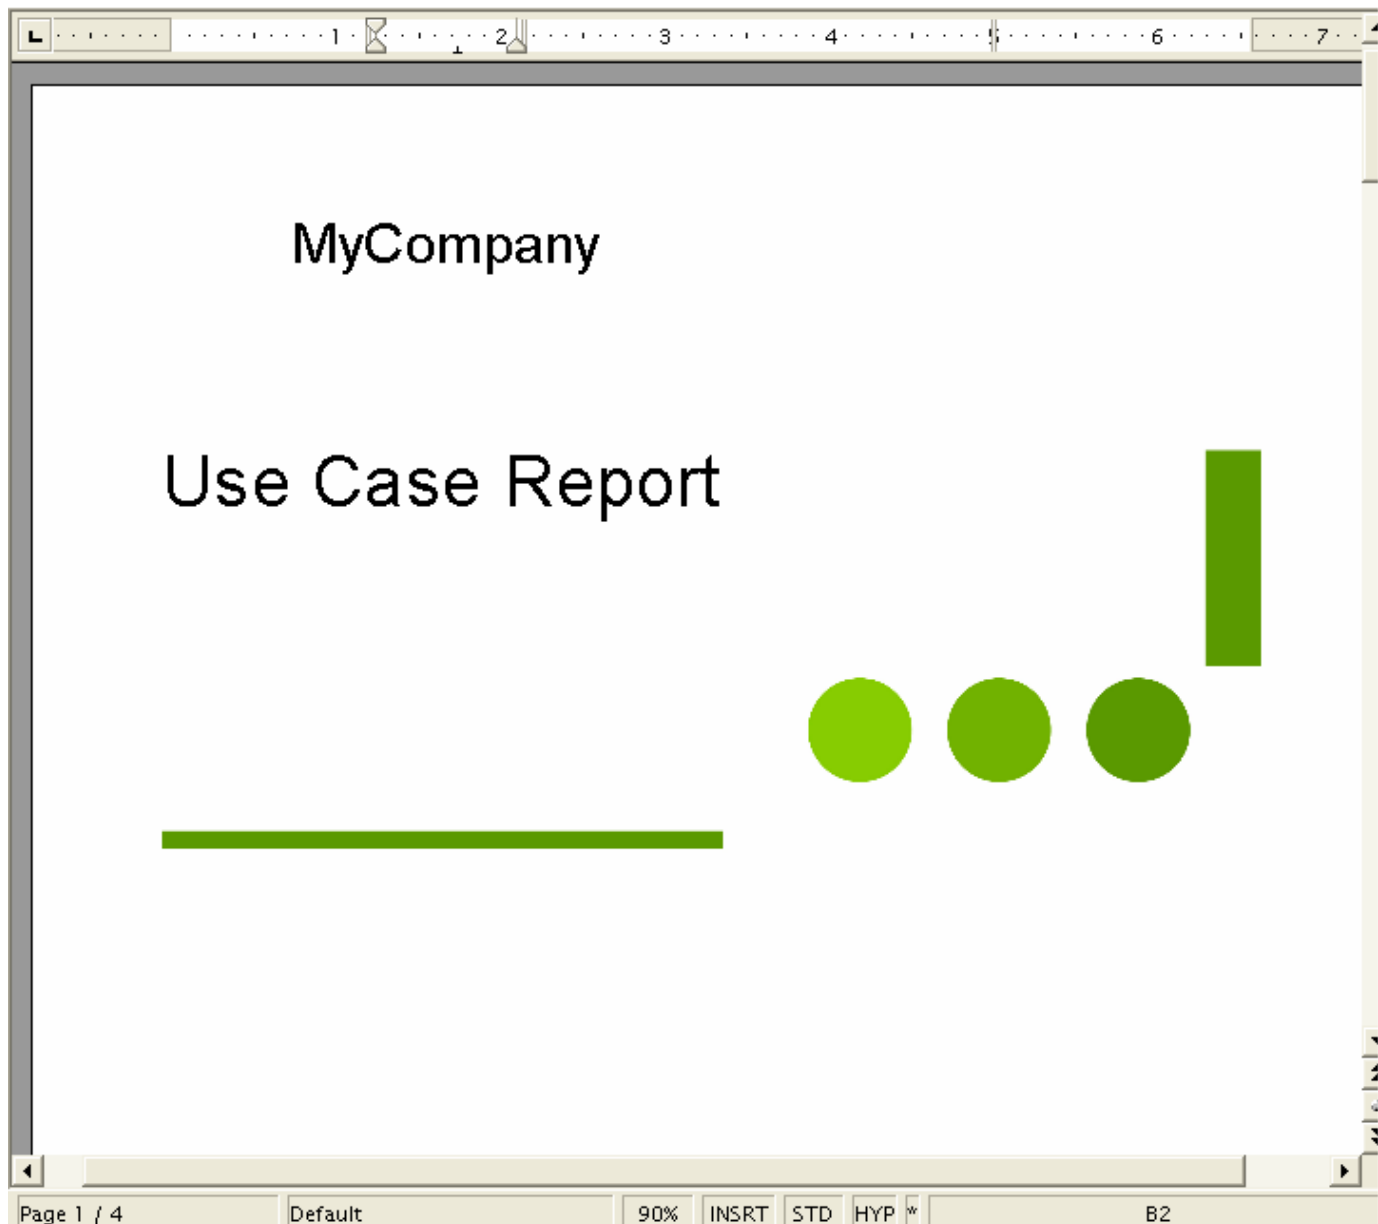 1 2 3 4 5 6 7
MyCompany
Use Case Report
Page 1 / 4 Default 90% INSRT STD HYP * B2